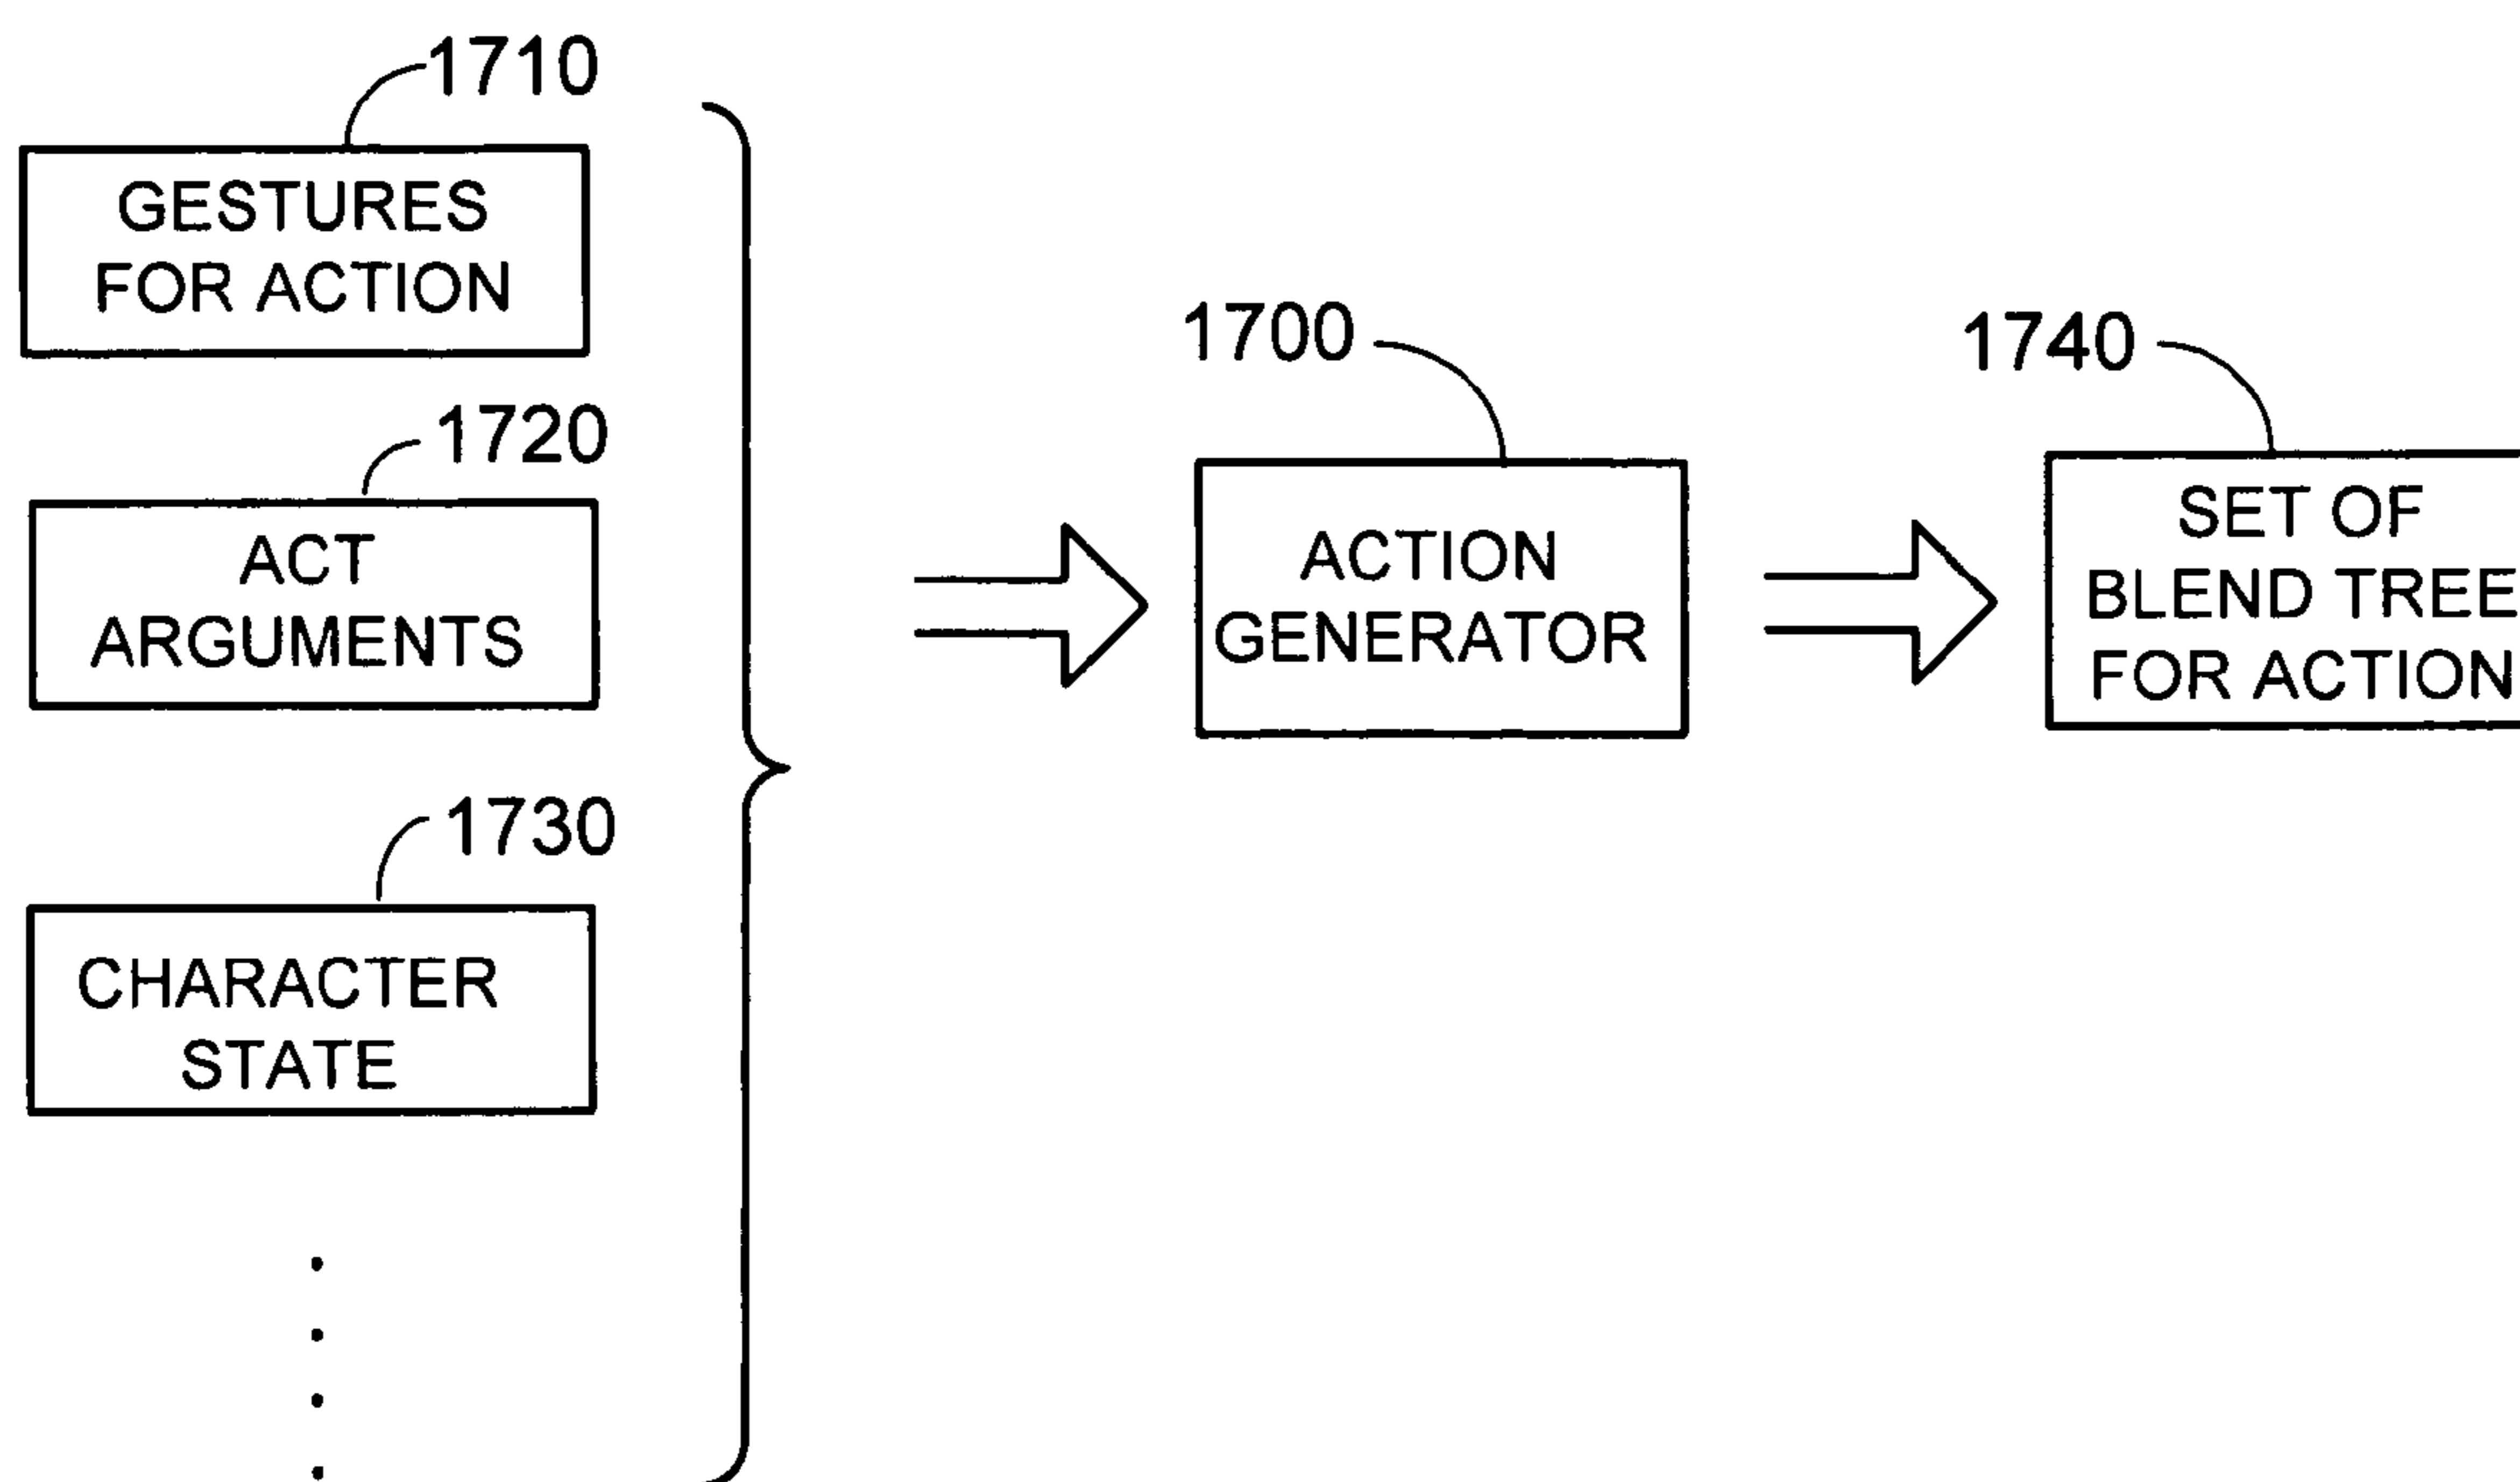 1710
GESTURES
FOR ACTION
1720
ACT
ARGUMENTS
1730
CHARACTER
STATE
1700
ACTION
GENERATOR
1740
SET OF
BLEND TREE
FOR ACTION